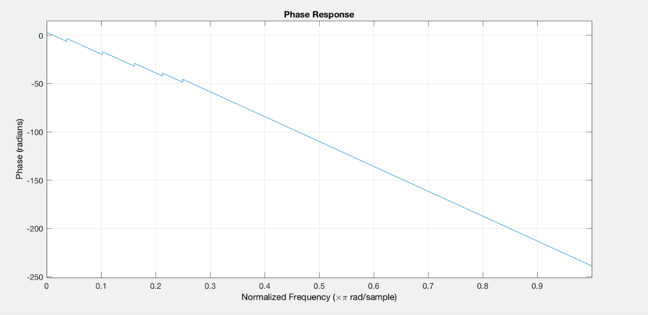 Phase Response
0
-50
-100
-150
-200
-250
Phase (radians)
0 0.1 0.2 0.3 0.4 0.5 0.6 0.7 0.8 0.9
Normalized Frequency (×π rad/sample)